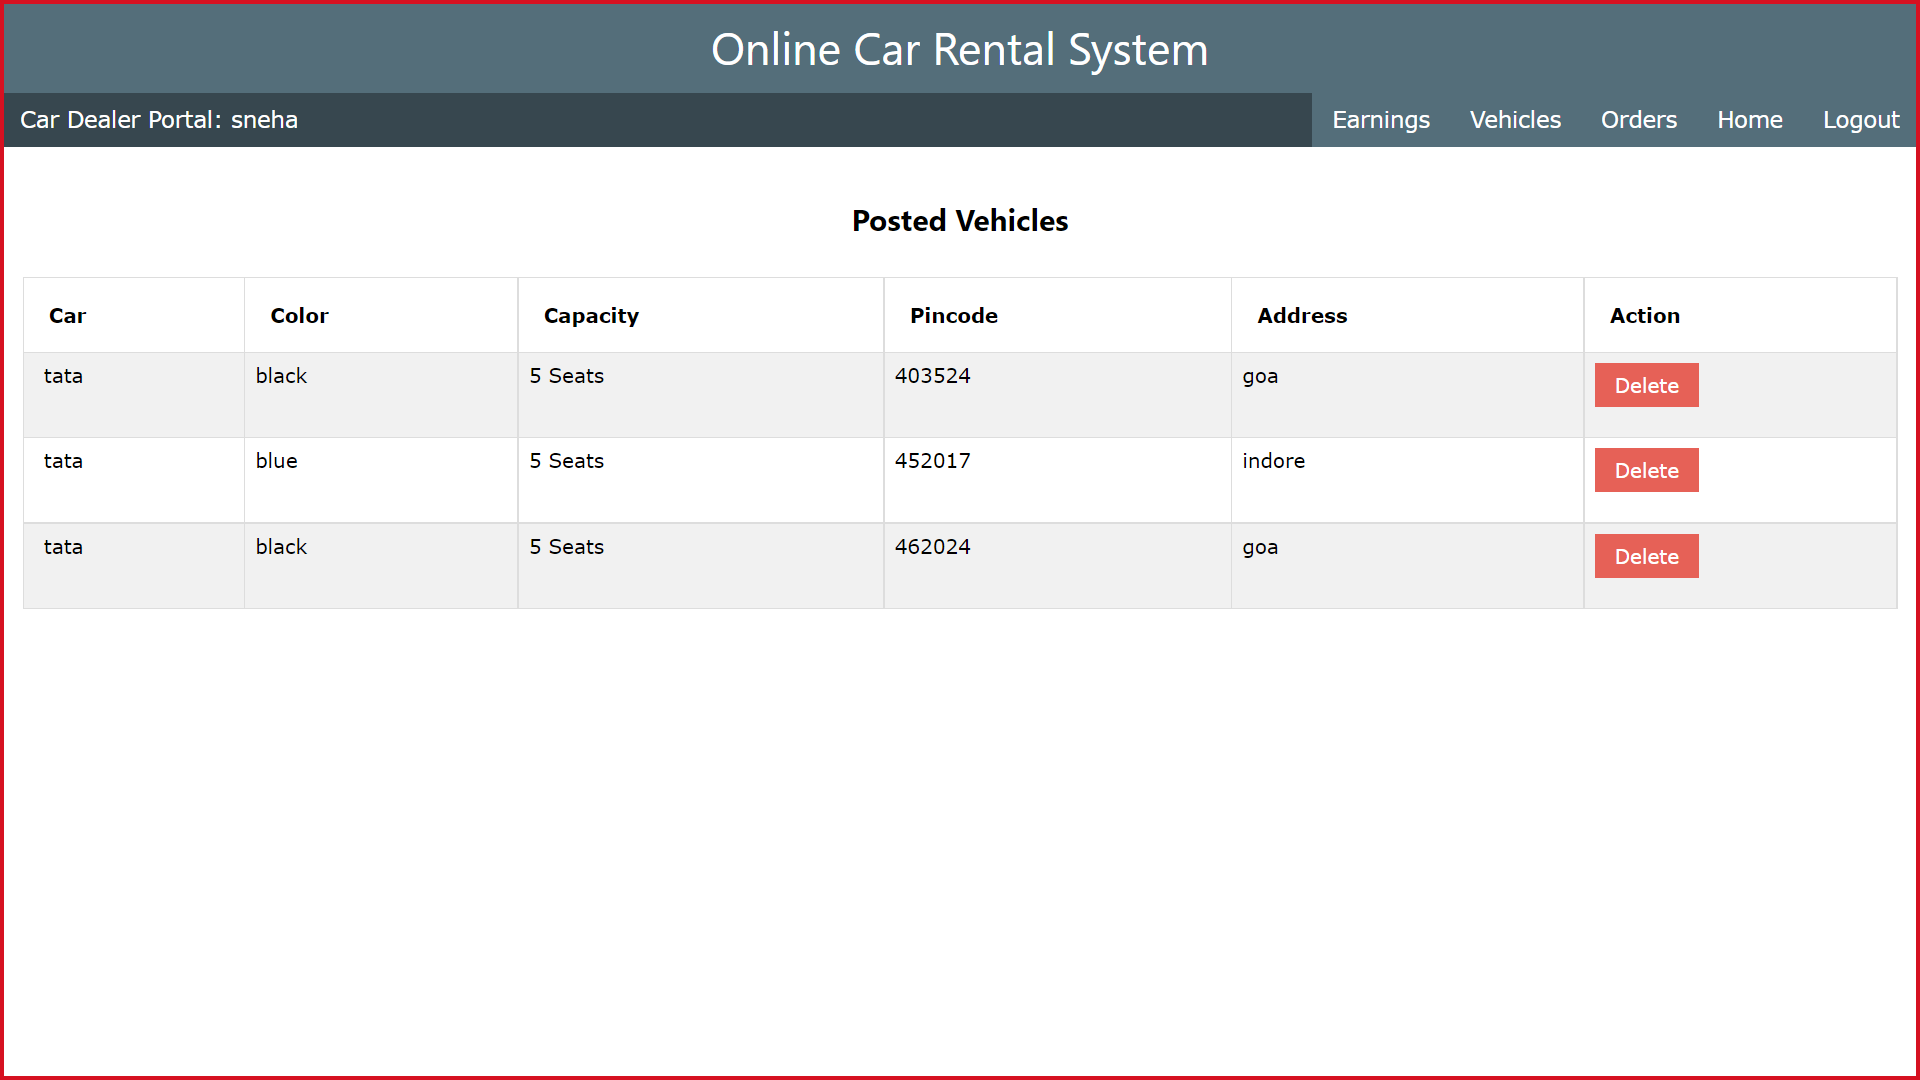 Online Car Rental System
Car Dealer Portal: sneha Earnings Vehicles Orders Home Logout
Posted Vehicles
Car Color Capacity Pincode Address Action
tata black 5 Seats 403524 goa Delete
tata blue 5 Seats 452017 indore Delete
tata black 5 Seats 462024 goa Delete